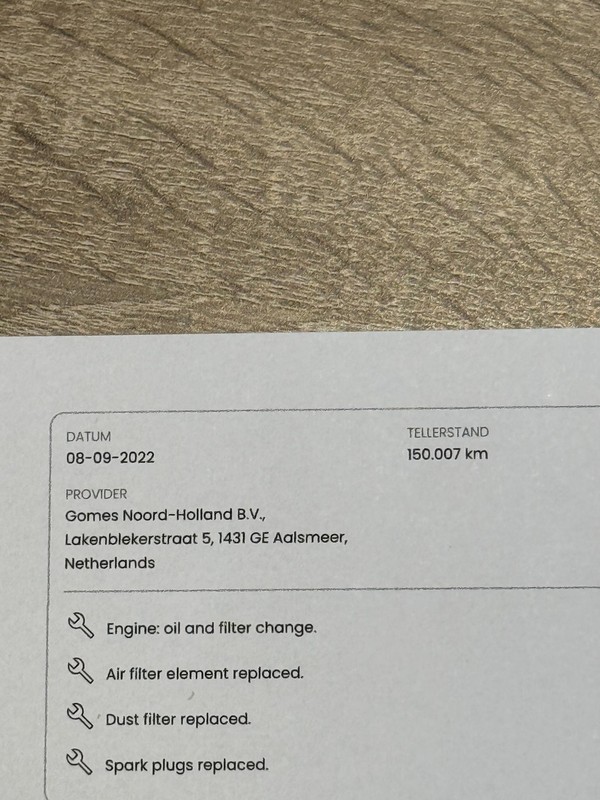 DATUM
TELLERSTAND
08-09-2022
150.007 km
PROVIDER
Gomes Noord-Holland B.V.,
Lakenblekerstraat 5, 1431 GE Aalsmeer,
Netherlands
Engine: oil and filter change.
Air filter element replaced.
Dust filter replaced.
Spark plugs replaced.